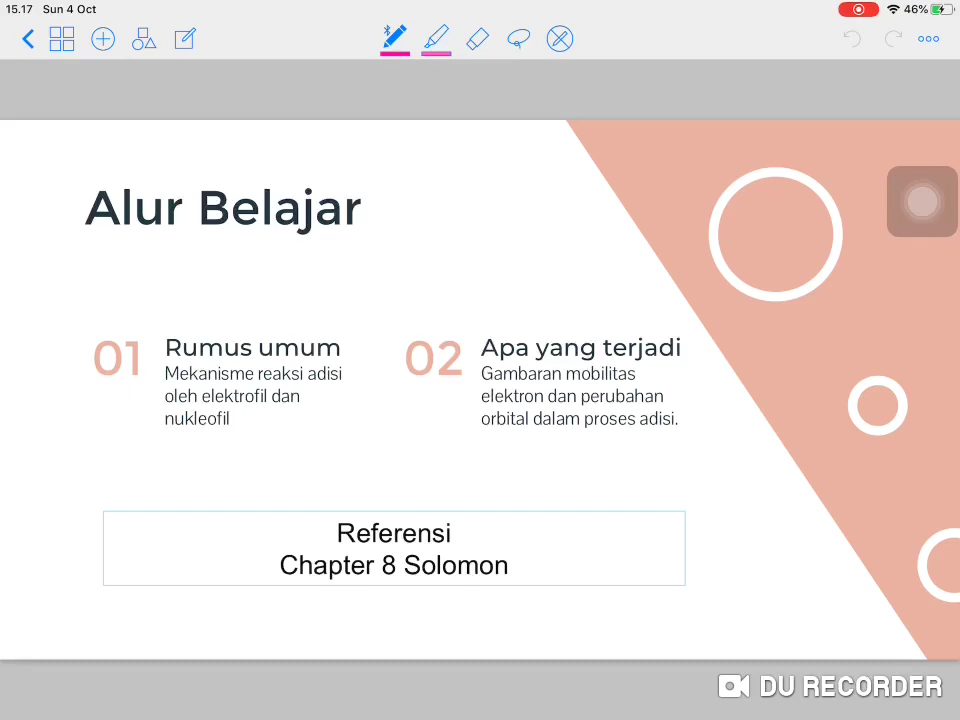 15.17 Sun 4 Oct 46%
Alur Belajar
01 Rumus umum
Mekanisme reaksi adisi
oleh elektrofil dan
nukleofil
02 Apa yang terjadi
Gambaran mobilitas
elektron dan perubahan
orbital dalam proses adisi.
Referensi
Chapter 8 Solomon
DU RECORDER